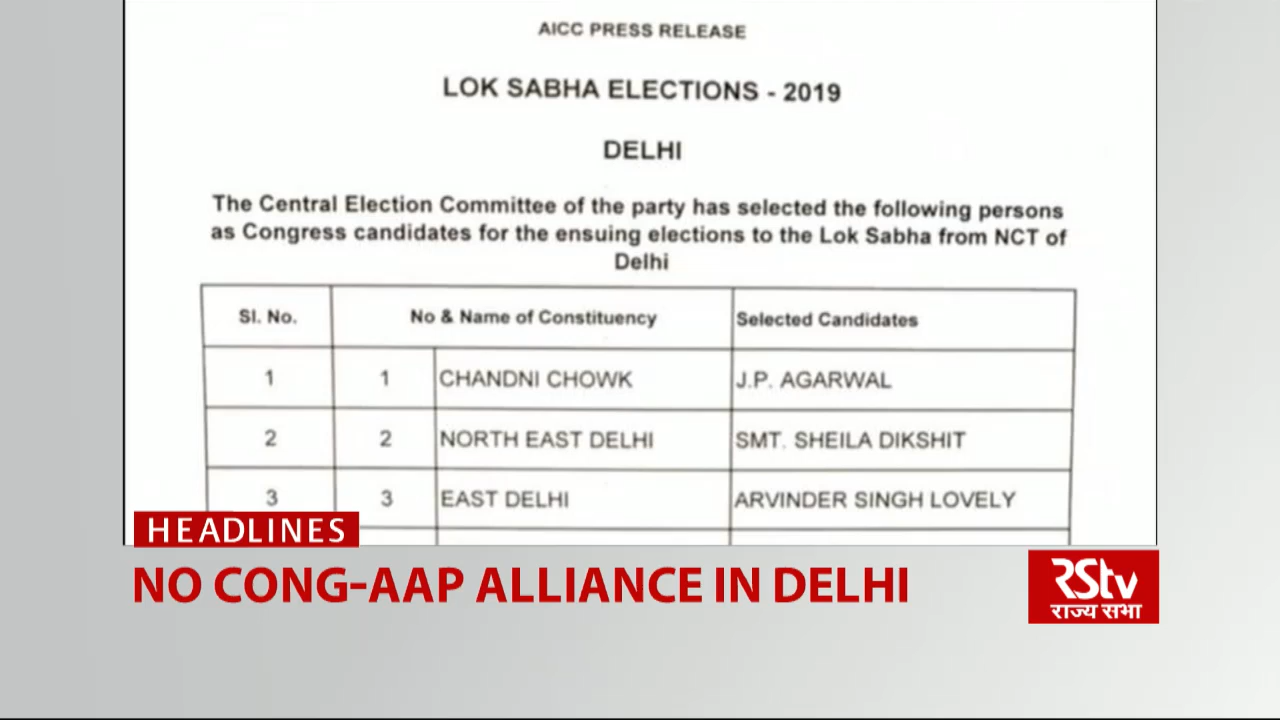 AICC PRESS RELEASE
LOK SABHA ELECTIONS - 2019
DELHI
The Central Election Committee of the party has selected the following persons
as Congress candidates for the ensuing elections to the Lok Sabha from NCT of
Delhi
Sl. No. No & Name of Constituency Selected Candidates
1 1 CHANDNI CHOWK J.P. AGARWAL
2 2 NORTH EAST DELHI SMT. SHEILA DIKSHIT
3 3 EAST DELHI ARVINDER SINGH LOVELY
HEADLINES
NO CONG-AAP ALLIANCE IN DELHI
RStv
राज्य सभा